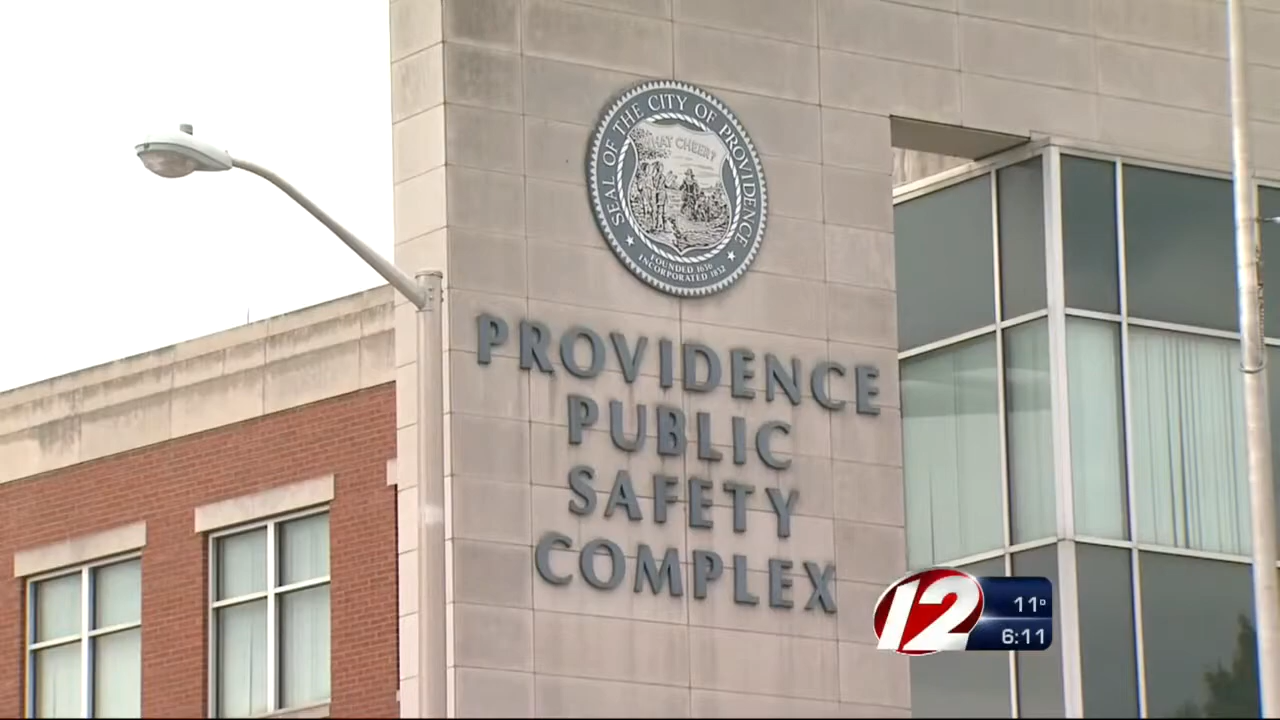 SEAL OF THE CITY OF PROVIDENCE
WHAT CHEER?
FOUNDED 1636
INCORPORATED 1832
PROVIDENCE
PUBLIC
SAFETY
COMPLEX
12
11°
6:11